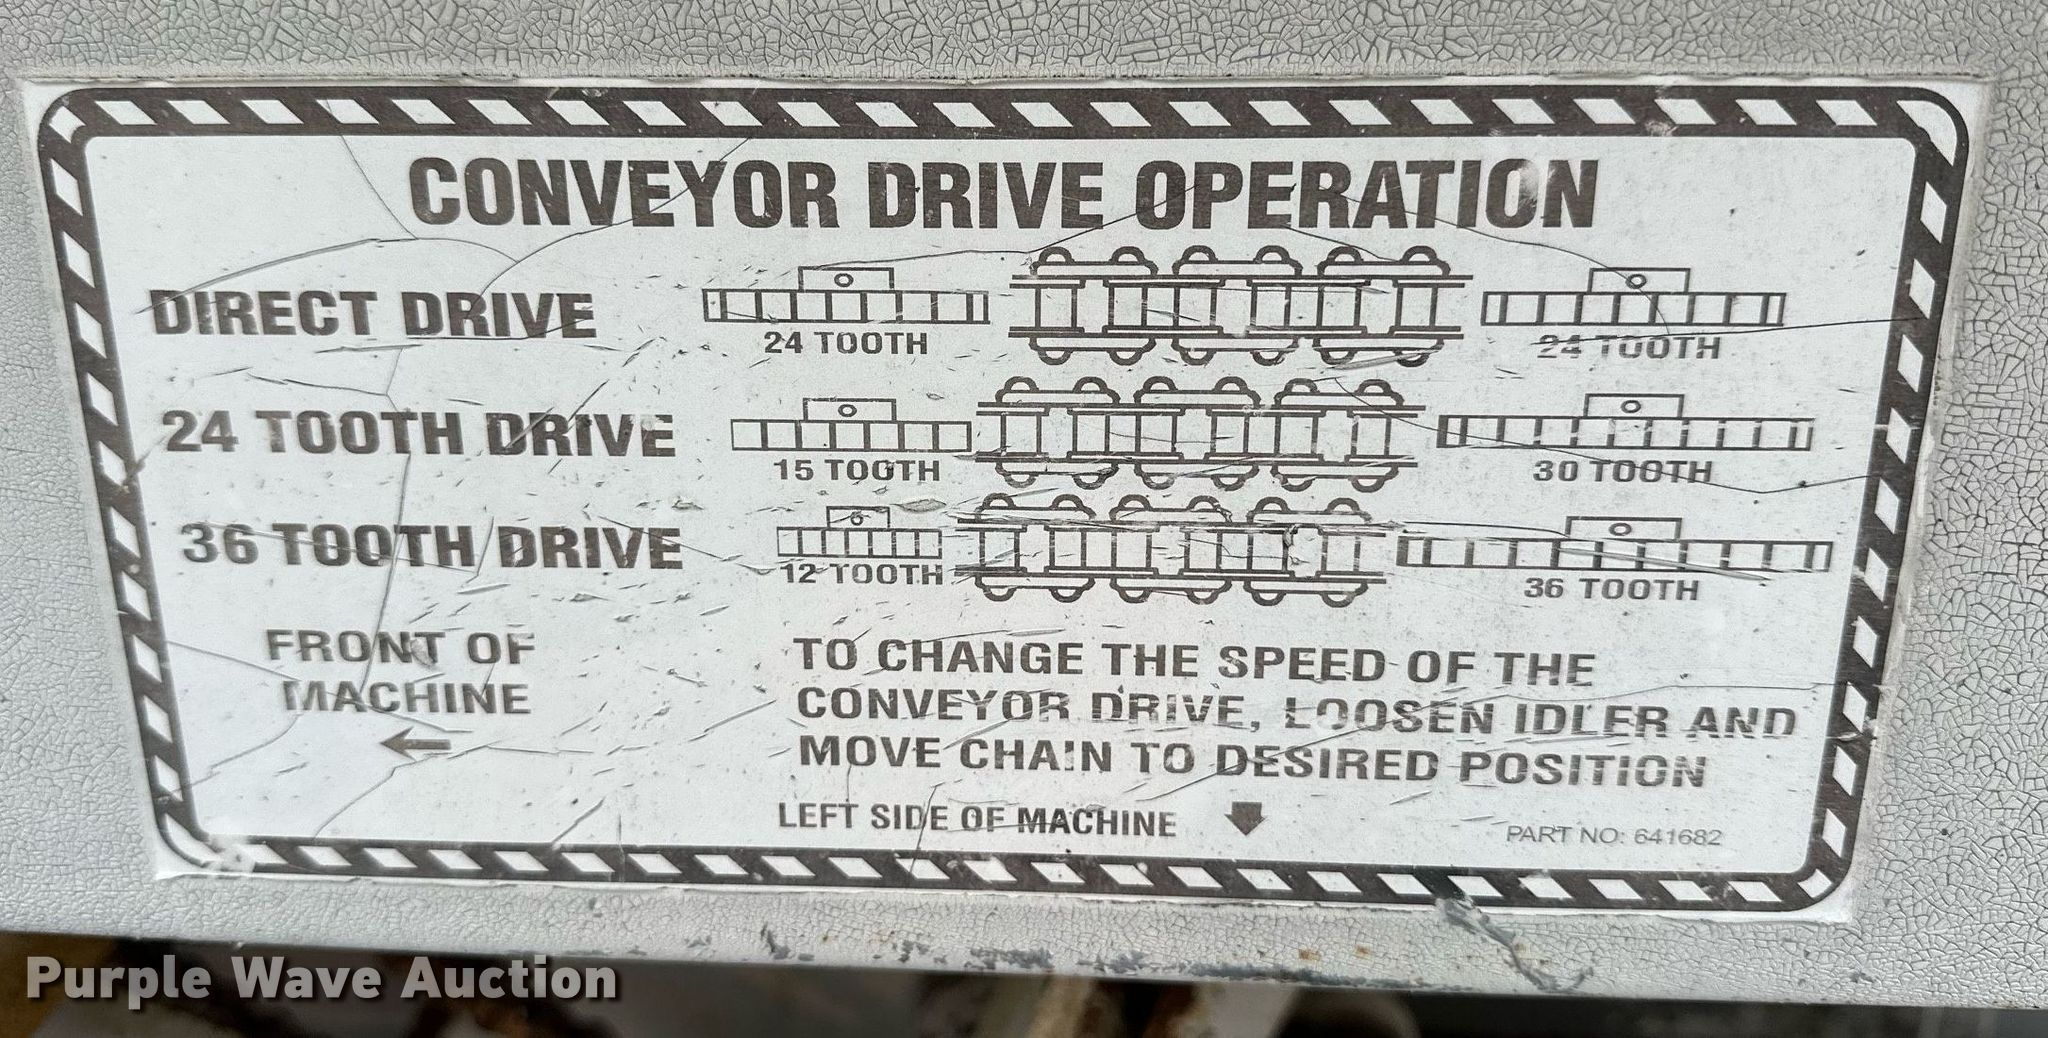 CONVEYOR DRIVE OPERATION
DIRECT DRIVE
24 TOOTH
24 TOOTH
24 TOOTH DRIVE
15 TOOTH
30 TOOTH
36 TOOTH DRIVE
12 TOOTH
36 TOOTH
FRONT OF
MACHINE
TO CHANGE THE SPEED OF THE
CONVEYOR DRIVE, LOOSEN IDLER AND
MOVE CHAIN TO DESIRED POSITION
LEFT SIDE OF MACHINE
PART NO: 641682
Purple Wave Auction